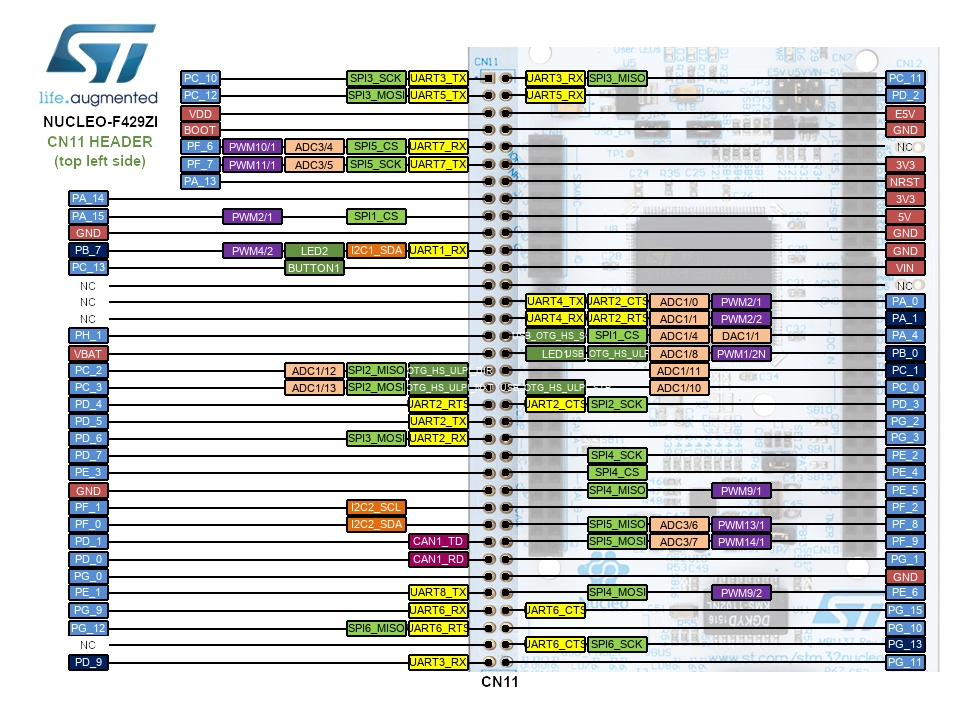 life.augmented
NUCLEO-F429ZI
CN11 HEADER
(top left side)
CN11
CN7
CN12
PC_10 SPI3_SCK UART3_TX UART3_RX SPI3_MISO PC_11
PC_12 SPI3_MOSI UART5_TX UART5_RX PD_2
VDD E5V
BOOT GND
PF_6 PWM10/1 ADC3/4 SPI5_CS UART7_RX NC
PF_7 PWM11/1 ADC3/5 SPI5_SCK UART7_TX 3V3
PA_13 NRST
PA_14 3V3
PA_15 PWM2/1 SPI1_CS 5V
GND GND
PB_7 PWM4/2 LED2 I2C1_SDA UART1_RX GND
PC_13 BUTTON1 VIN
NC NC
NC UART4_TX UART2_CTS ADC1/0 PWM2/1 PA_0
NC UART4_RX UART2_RTS ADC1/1 PWM2/2 PA_1
PH_1 SPI1_CS ADC1/4 DAC1/1 PA_4
VBAT LED1 ADC1/8 PWM1/2N PB_0
PC_2 ADC1/12 SPI2_MISO ADC1/11 PC_1
PC_3 ADC1/13 SPI2_MOSI ADC1/10 PC_0
PD_4 UART2_RTS UART2_CTS SPI2_SCK PD_3
PD_5 UART2_TX PG_2
PD_6 SPI3_MOSI UART2_RX PG_3
PD_7 SPI4_SCK PE_2
PE_3 SPI4_CS PE_4
GND SPI4_MISO PWM9/1 PE_5
PF_1 I2C2_SCL PF_2
PF_0 I2C2_SDA SPI5_MISO ADC3/6 PWM13/1 PF_8
PD_1 CAN1_TD SPI5_MOSI ADC3/7 PWM14/1 PF_9
PD_0 CAN1_RD PG_1
PG_0 GND
PE_1 UART8_TX SPI4_MOSI PWM9/2 PE_6
PG_9 UART6_RX UART6_CTS PG_15
PG_12 SPI6_MISO UART6_RTS PG_10
NC UART6_CTS SPI6_SCK PG_13
PD_9 UART3_RX PG_11
CN11